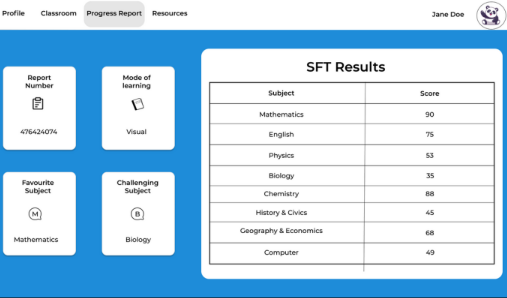 Profile Classroom Progress Report Resources Jane Doe
Report
Number
476424074
Mode of
learning
Visual
Favourite
Subject
M
Mathematics
Challenging
Subject
B
Biology
SFT Results
Subject Score
Mathematics 90
English 75
Physics 53
Biology 35
Chemistry 88
History & Civics 45
Geography & Economics 68
Computer 49